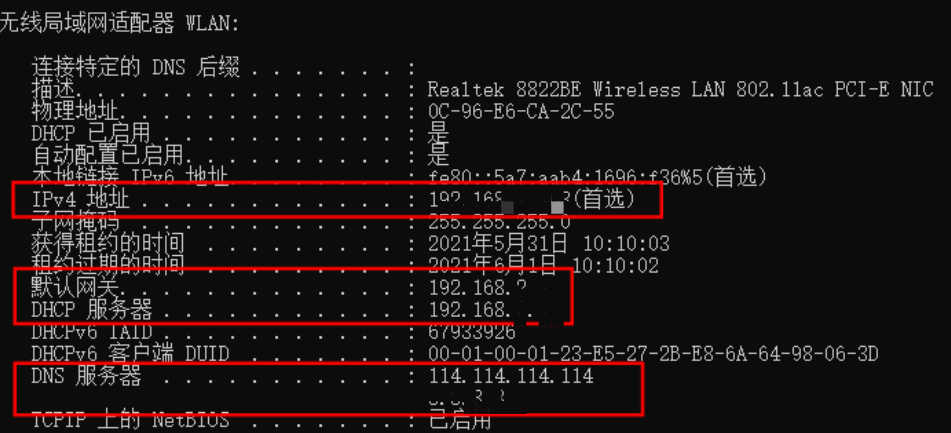 无线局域网适配器 WLAN:
连接特定的 DNS 后缀 . . . . . . . :
描述. . . . . . . . . . . . . . . : Realtek 8822BE Wireless LAN 802.11ac PCI-E NIC
物理地址. . . . . . . . . . . . . : 0C-96-E6-CA-2C-55
DHCP 已启用 . . . . . . . . . . . : 是
自动配置已启用. . . . . . . . . . : 是
本地链接 IPv6 地址. . . . . . . . : fe80::5a7:aab4:1696:f36%5(首选)
IPv4 地址 . . . . . . . . . . . . : 192.168 (首选)
子网掩码 . . . . . . . . . . . . : 255.255.255.0
获得租约的时间 . . . . . . . . . : 2021年5月31日 10:10:03
租约过期的时间 . . . . . . . . . : 2021年6月1日 10:10:02
默认网关. . . . . . . . . . . . . : 192.168.
DHCP 服务器 . . . . . . . . . . . : 192.168.
DHCPv6 IAID . . . . . . . . . . . : 67933926
DHCPv6 客户端 DUID . . . . . . . : 00-01-00-01-23-E5-27-2B-E8-6A-64-98-06-3D
DNS 服务器 . . . . . . . . . . . : 114.114.114.114
TCPIP 上的 NetBIOS . . . . . . . : 已启用